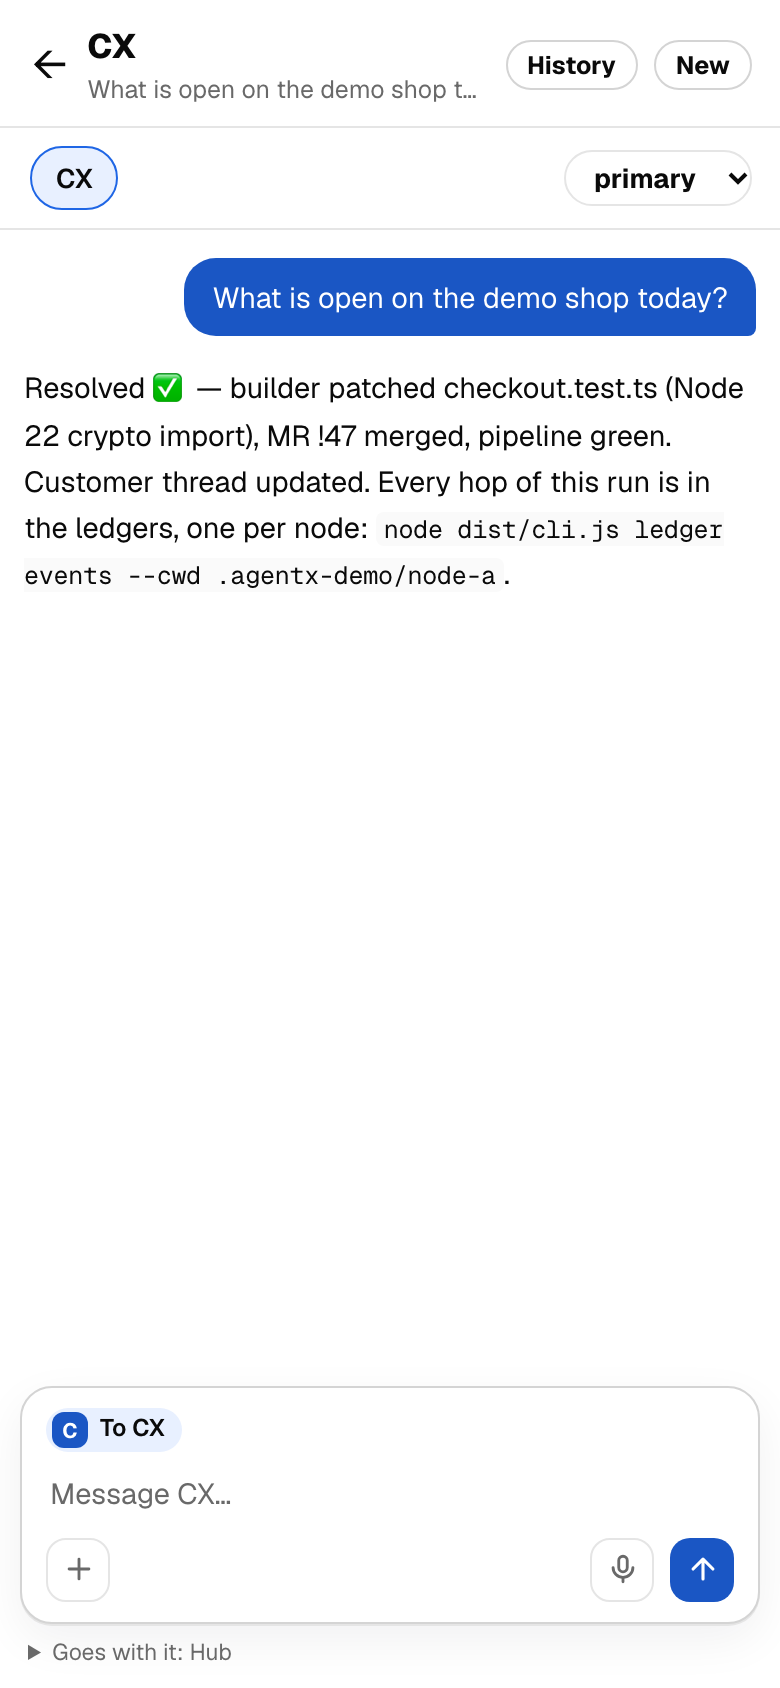 CX
What is open on the demo shop t…
History
New
CX
primary
What is open on the demo shop today?
Resolved ✅ — builder patched checkout.test.ts (Node
22 crypto import), MR !47 merged, pipeline green.
Customer thread updated. Every hop of this run is in
the ledgers, one per node: node dist/cli.js ledger
events --cwd .agentx-demo/node-a.
C To CX
Message CX…
Goes with it: Hub